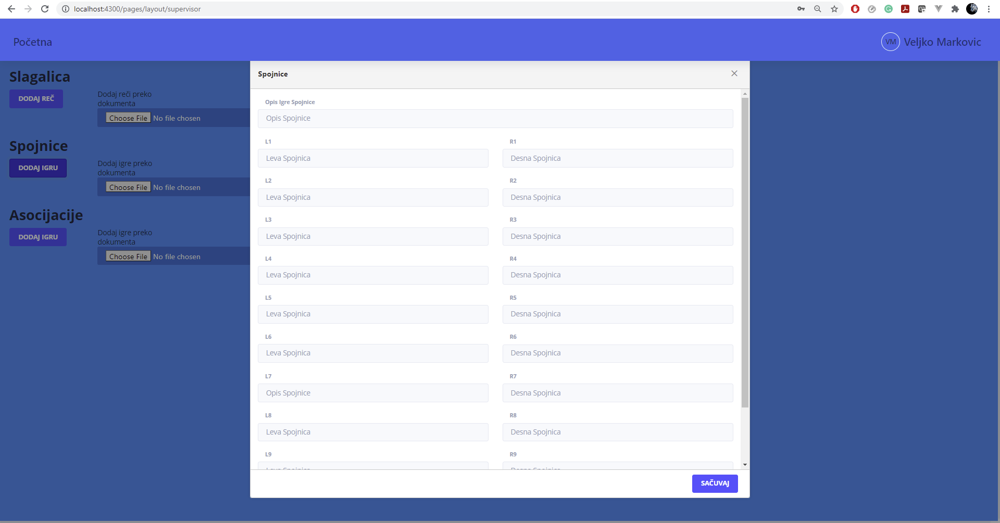 localhost:4300/pages/layout/supervisor
Početna
VM Veljko Markovic
Slagalica
DODAJ REČ
Dodaj reči preko
dokumenta
Choose File No file chosen
Spojnice
DODAJ IGRU
Dodaj igre preko
dokumenta
Choose File No file chosen
Asocijacije
DODAJ IGRU
Dodaj igre preko
dokumenta
Choose File No file chosen
Spojnice
Opis Igre Spojnice
Opis Spojnice
L1 R1
Leva Spojnica Desna Spojnica
L2 R2
Leva Spojnica Desna Spojnica
L3 R3
Leva Spojnica Desna Spojnica
L4 R4
Leva Spojnica Desna Spojnica
L5 R5
Leva Spojnica Desna Spojnica
L6 R6
Leva Spojnica Desna Spojnica
L7 R7
Opis Spojnice Desna Spojnica
L8 R8
Leva Spojnica Desna Spojnica
L9 R9
Leva Spojnica Desna Spojnica
SAČUVAJ